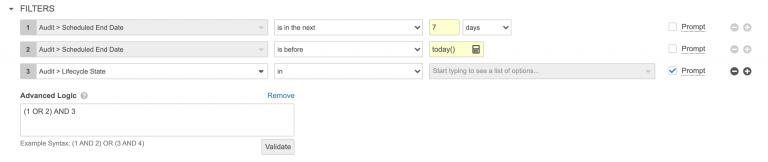 FILTERS
1 Audit > Scheduled End Date is in the next 7 days Prompt
2 Audit > Scheduled End Date is before today() Prompt
3 Audit > Lifecycle State in Start typing to see a list of options... Prompt
Advanced Logic Remove
(1 OR 2) AND 3
Example Syntax: (1 AND 2) OR (3 AND 4) Validate